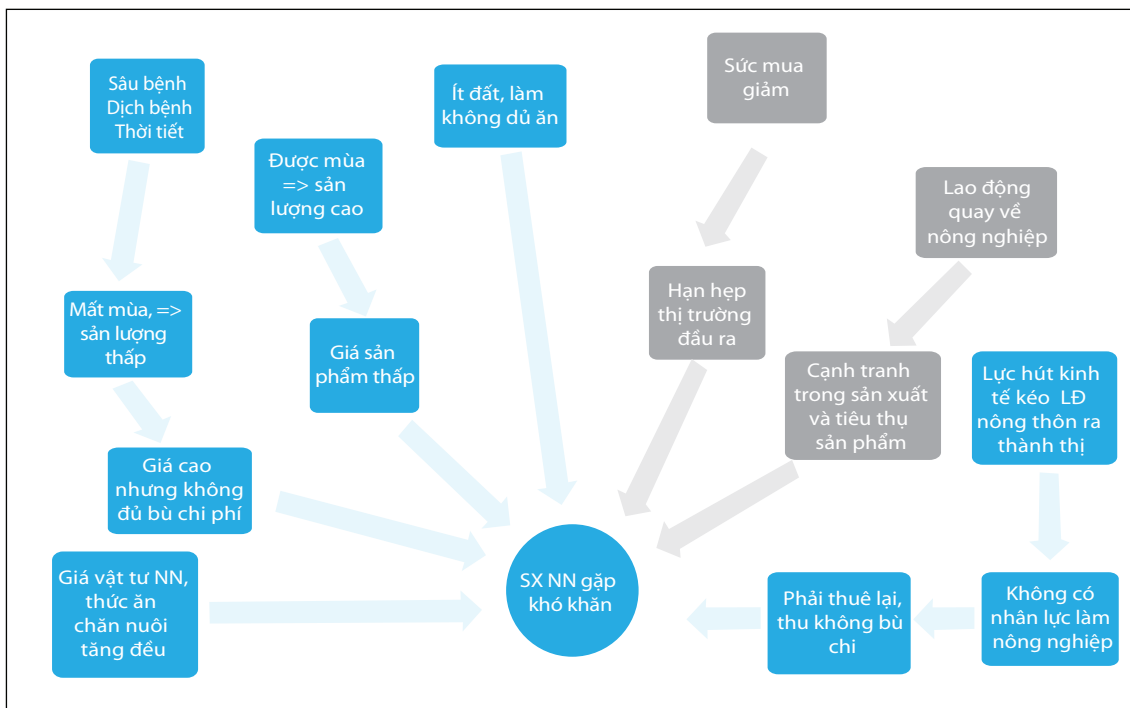 Sâu bệnh
Dịch bệnh
Thời tiết
Ít đất, làm
không dủ ăn
Sức mua
giảm
Được mùa
=> sản
lượng cao
Lao động
quay về
nông nghiệp
Mất mùa, =>
sản lượng
thấp
Giá sản
phẩm thấp
Hạn hẹp
thị trường
đầu ra
Cạnh tranh
trong sản xuất
và tiêu thụ
sản phẩm
Lực hút kinh
tế kéo LĐ
nông thôn ra
thành thị
Giá cao
nhưng không
đủ bù chi phí
Giá vật tư NN,
thức ăn
chăn nuôi
tăng đều
SX NN gặp
khó khăn
Phải thuê lại,
thu không bù
chi
Không có
nhân lực làm
nông nghiệp